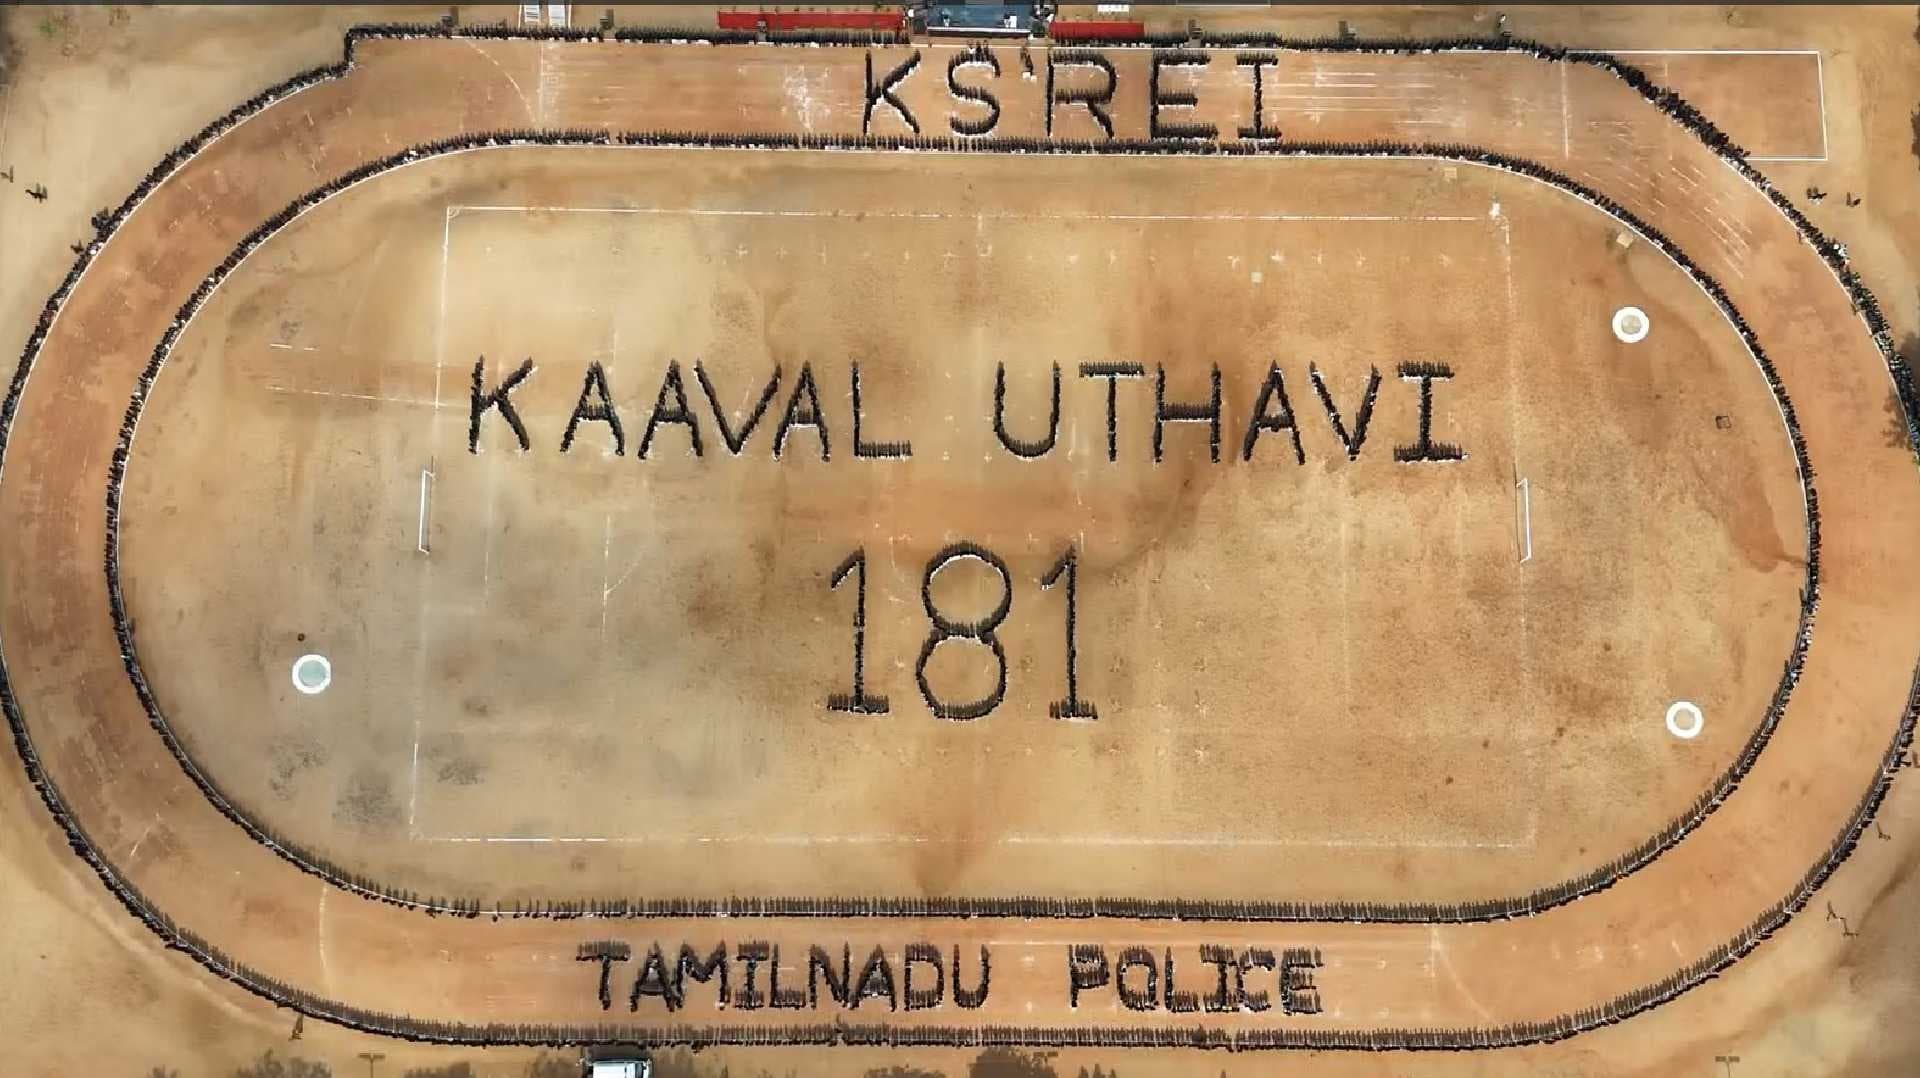 KS'REI
KAAVAL UTHAVI
181
TAMILNADU POLICE